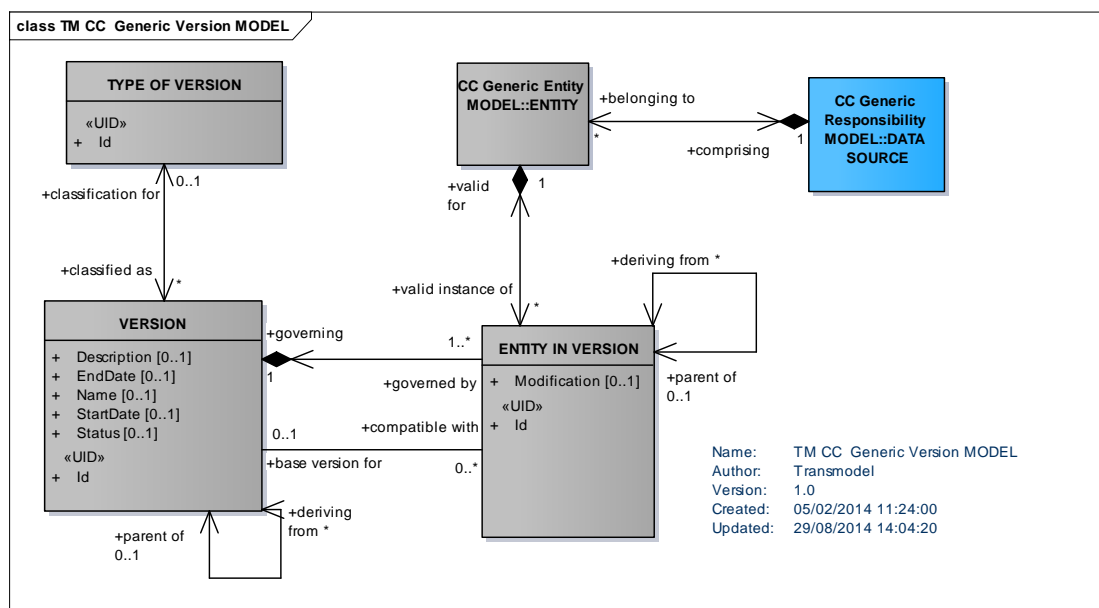 class TM CC  Generic Version MODEL
TYPE OF VERSION
«UID»
+ Id
CC Generic Entity
MODEL::ENTITY
CC Generic
Responsibility
MODEL::DATA
SOURCE
+belonging to
*
+comprising
1
+classification for
0..1
+classified as
*
+valid
for
1
+valid instance of
*
+deriving from *
+parent of
0..1
VERSION
+ Description [0..1]
+ EndDate [0..1]
+ Name [0..1]
+ StartDate [0..1]
+ Status [0..1]
«UID»
+ Id
+governing
1
1..*
+governed by
0..1
+compatible with
+base version for
0..*
ENTITY IN VERSION
+ Modification [0..1]
«UID»
+ Id
+parent of
0..1
+deriving
from *
Name: TM CC  Generic Version MODEL
Author: Transmodel
Version: 1.0
Created: 05/02/2014 11:24:00
Updated: 29/08/2014 14:04:20